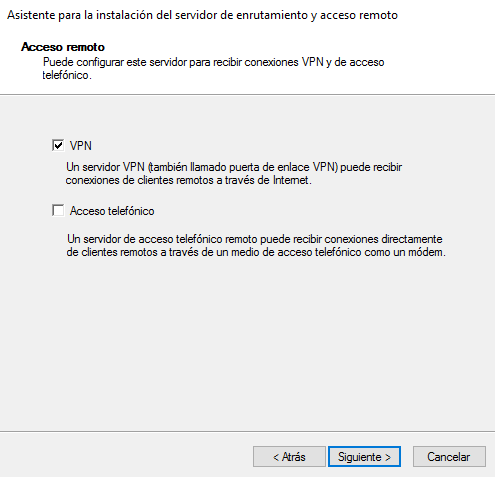 Asistente para la instalación del servidor de enrutamiento y acceso remoto
Acceso remoto
Puede configurar este servidor para recibir conexiones VPN y de acceso
telefónico.
VPN
Un servidor VPN (también llamado puerta de enlace VPN) puede recibir
conexiones de clientes remotos a través de Internet.
Acceso telefónico
Un servidor de acceso telefónico remoto puede recibir conexiones directamente
de clientes remotos a través de un medio de acceso telefónico como un módem.
< Atrás
Siguiente >
Cancelar